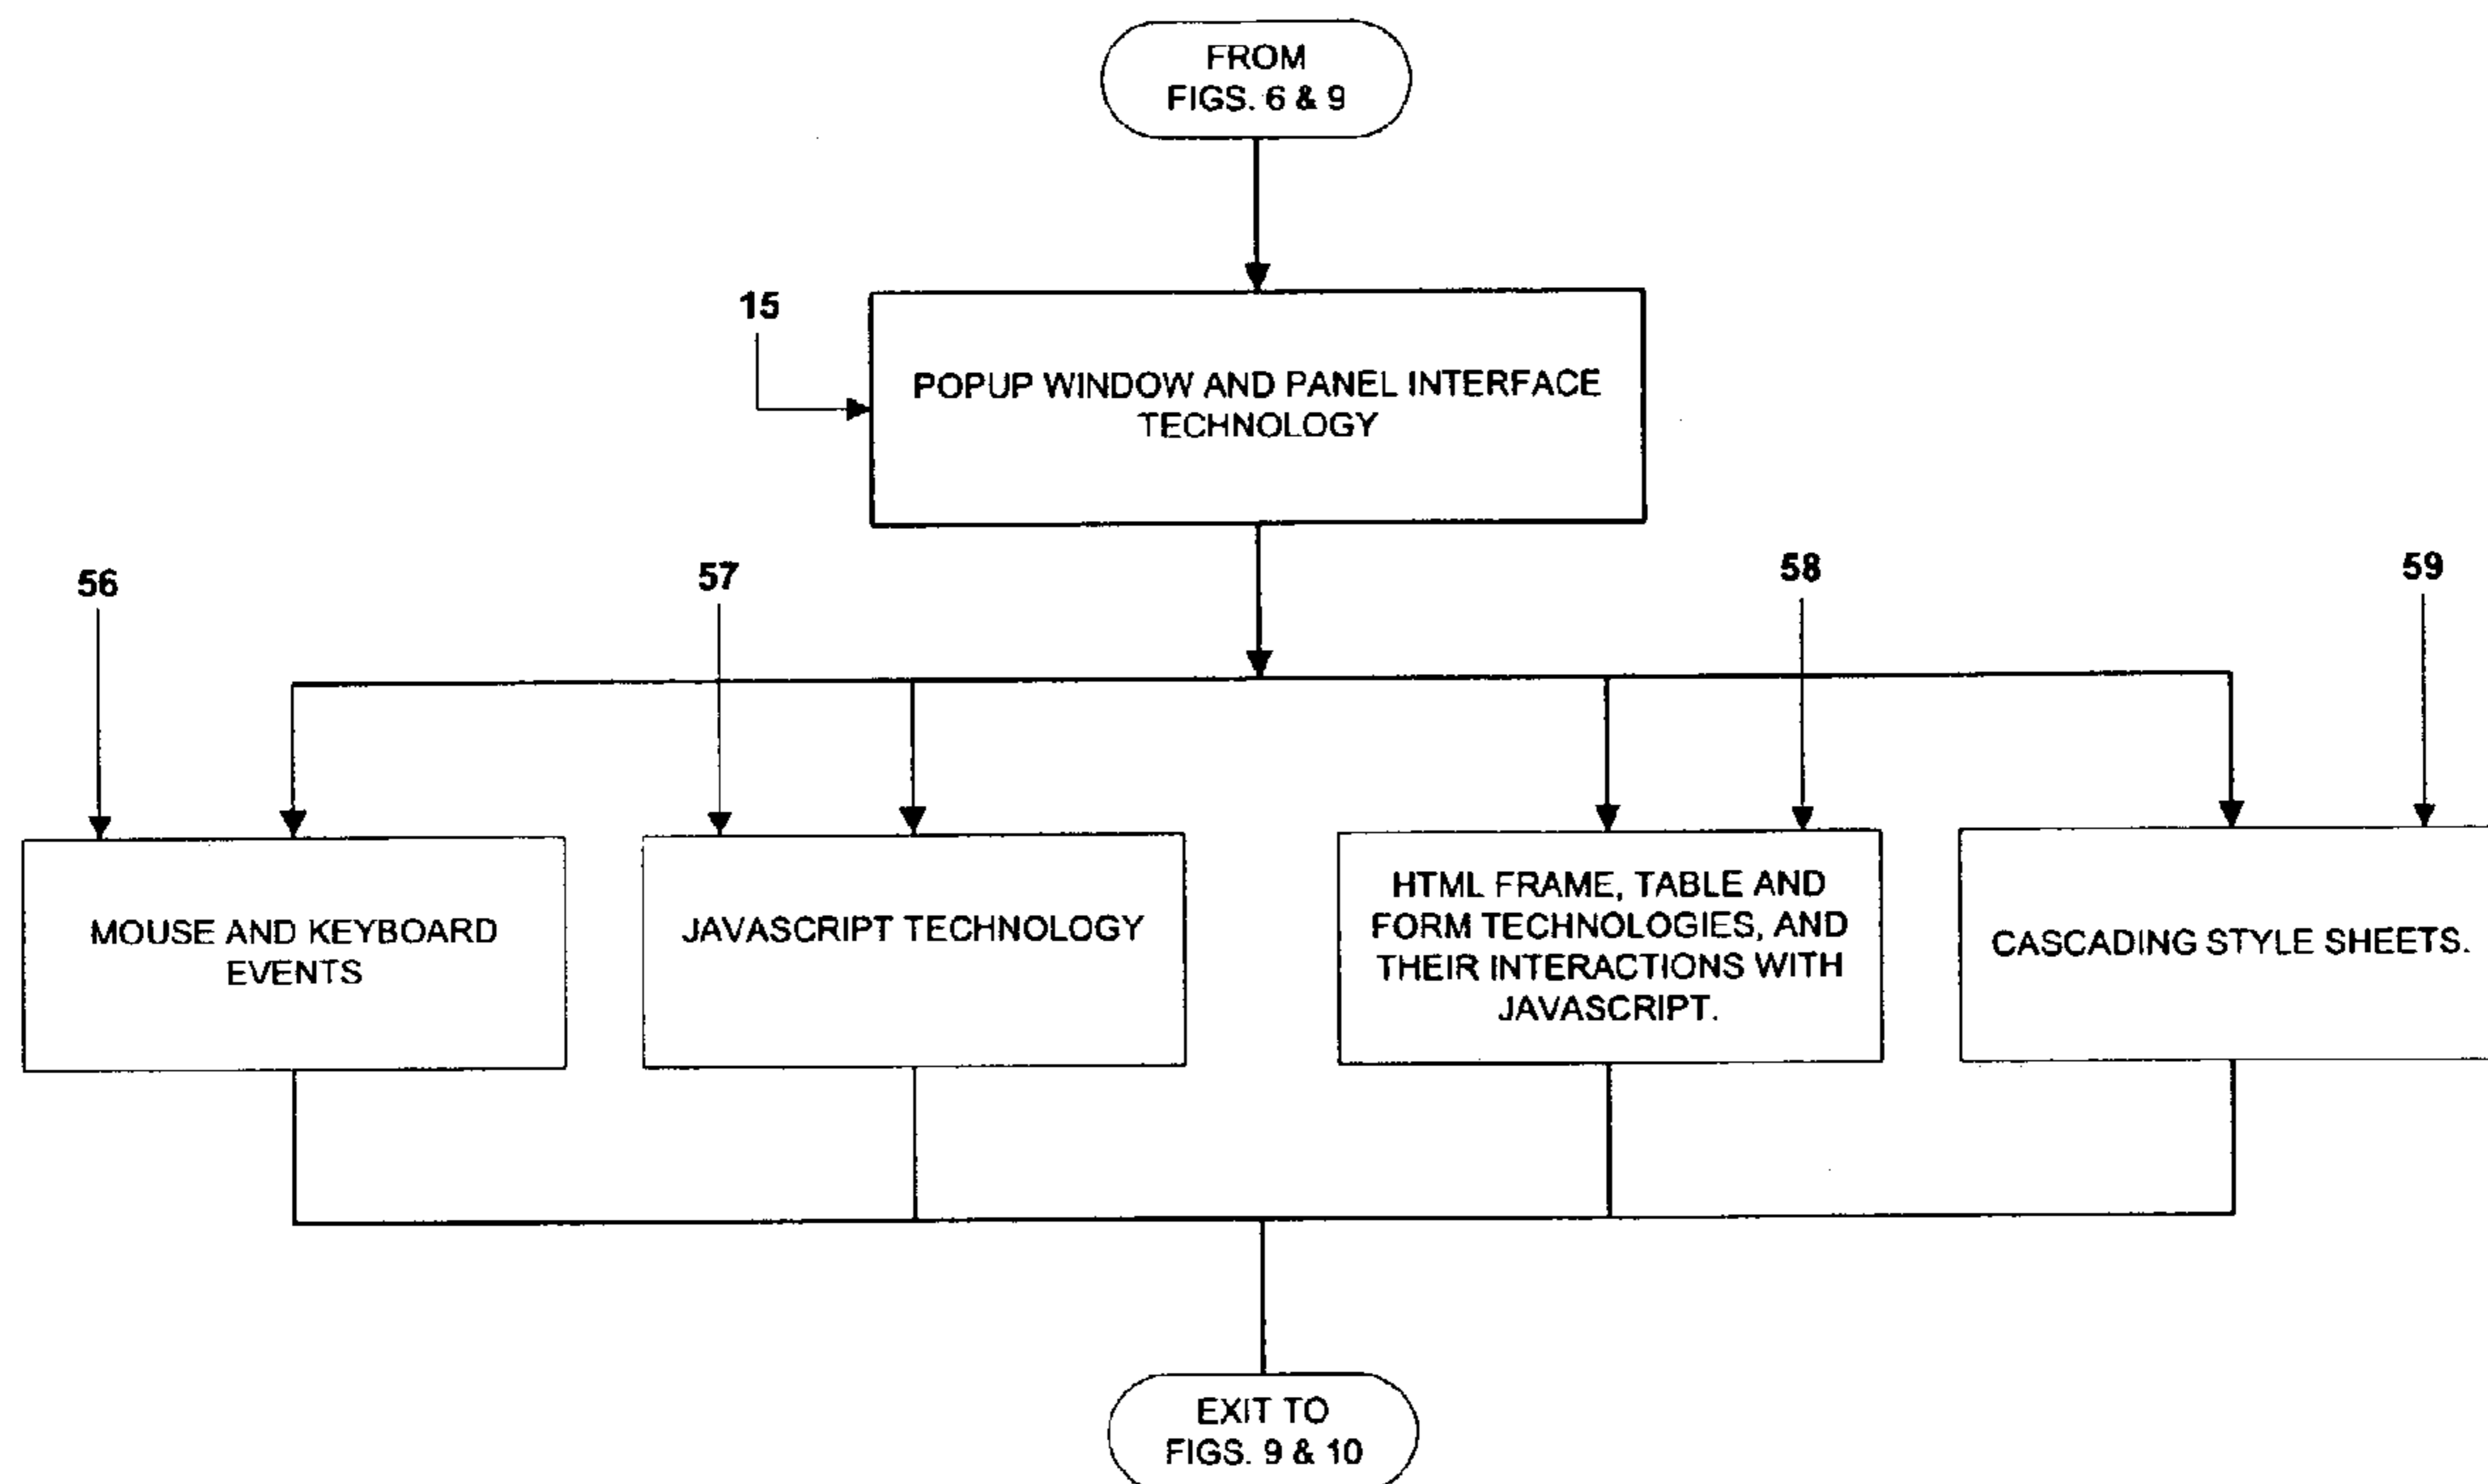 FROM
FIGS. 6 & 9
15
POPUP WINDOW AND PANEL INTERFACE
TECHNOLOGY
56
57
58
59
MOUSE AND KEYBOARD
EVENTS
JAVASCRIPT TECHNOLOGY
HTML FRAME, TABLE AND
FORM TECHNOLOGIES, AND
THEIR INTERACTIONS WITH
JAVASCRIPT.
CASCADING STYLE SHEETS.
EXIT TO
FIGS. 9 & 10